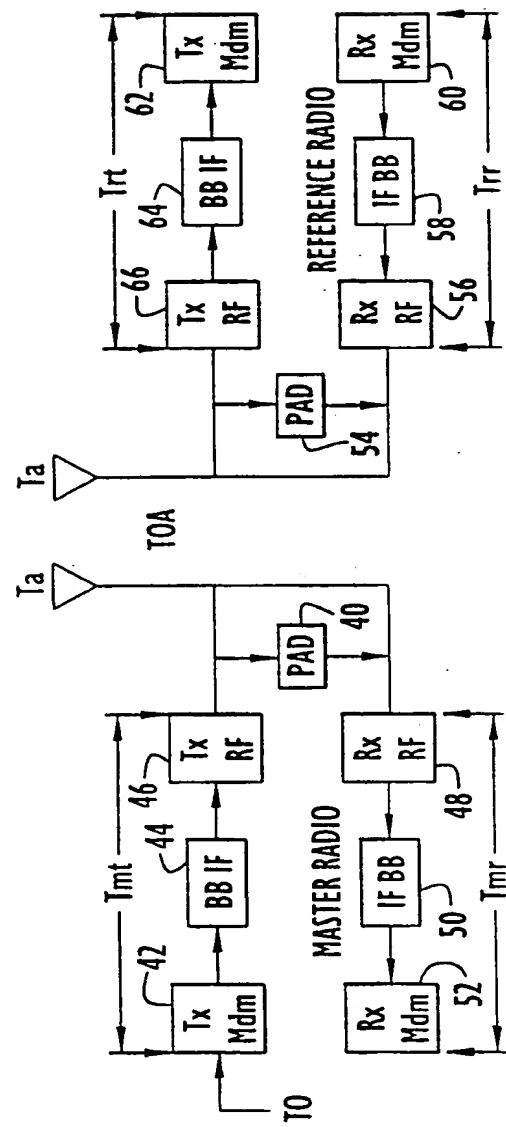 Ta
Ta
TOA
Tmt
42
44
46
Tx
Mdm
BB IF
Tx
RF
TO
PAD
40
MASTER RADIO
Rx
Mdm
IF BB
Rx
RF
52
50
48
Tmr
Trt
66
64
62
Tx
RF
BB IF
Tx
Mdm
PAD
54
REFERENCE RADIO
Rx
RF
IF BB
Rx
Mdm
56
58
60
Trr